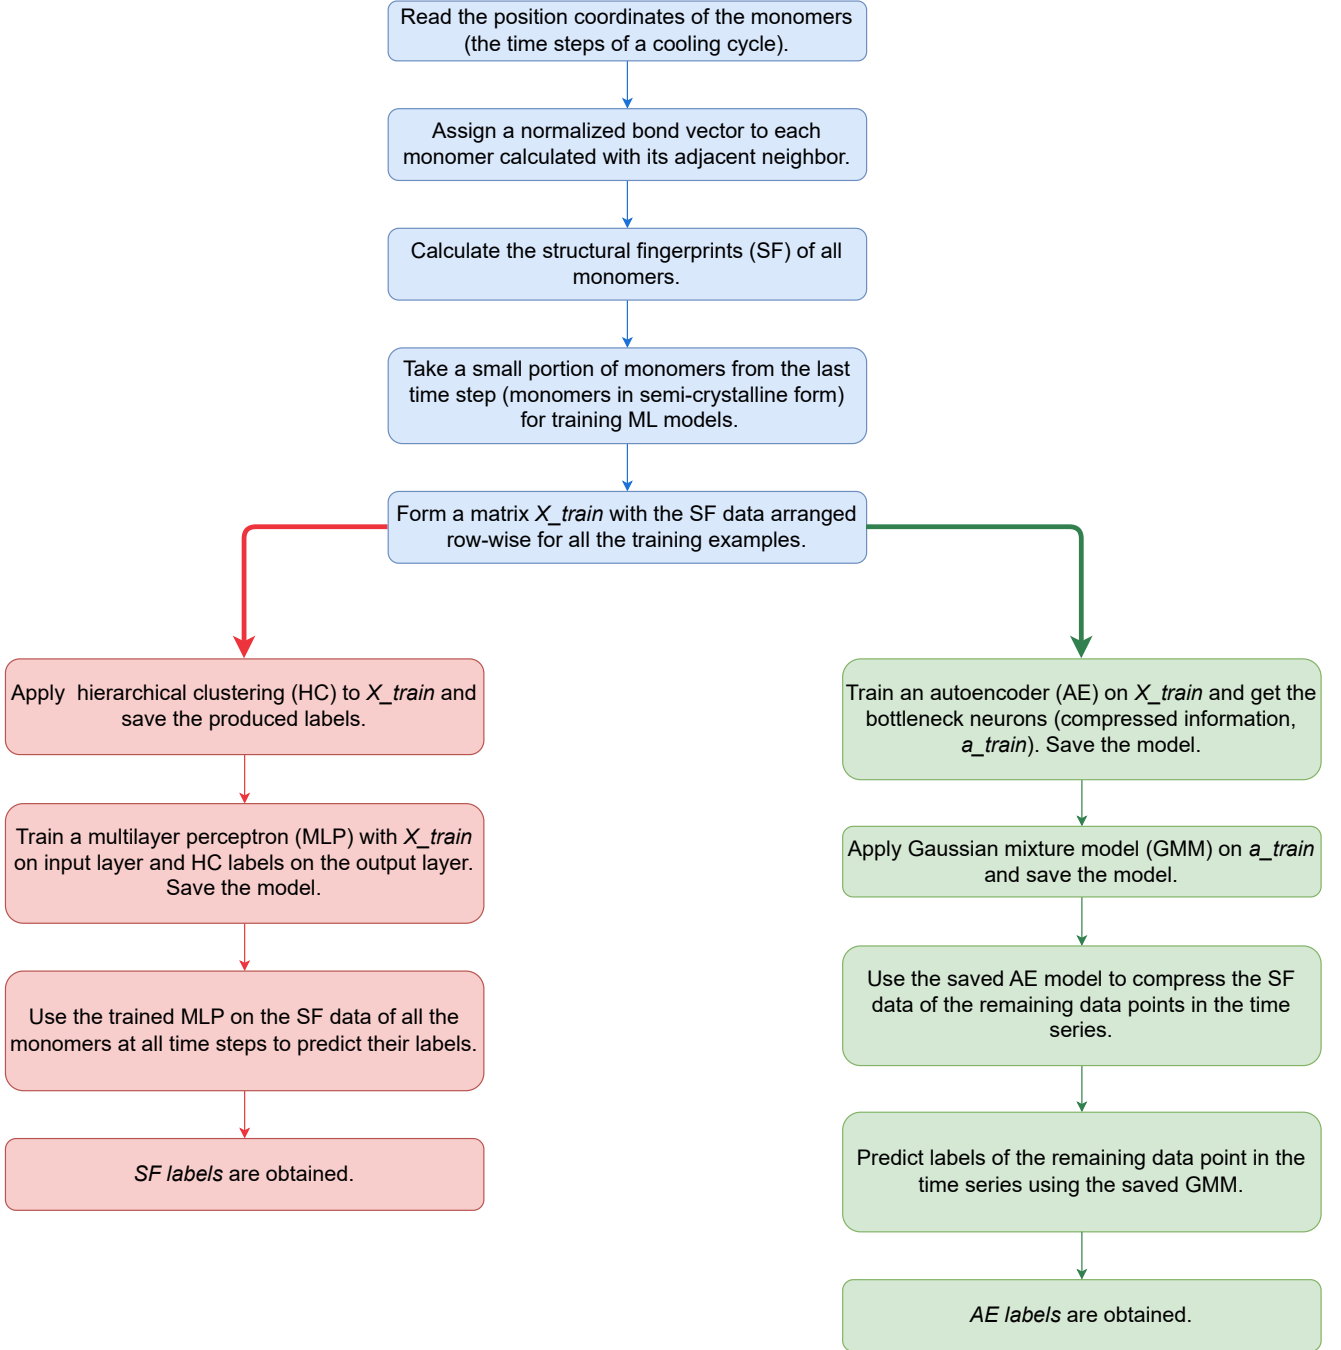 Read the position coordinates of the monomers
(the time steps of a cooling cycle).
Assign a normalized bond vector to each
monomer calculated with its adjacent neighbor.
Calculate the structural fingerprints (SF) of all
monomers.
Take a small portion of monomers from the last
time step (monomers in semi-crystalline form)
for training ML models.
Form a matrix X_train with the SF data arranged
row-wise for all the training examples.
Apply hierarchical clustering (HC) to X_train and
save the produced labels.
Train a multilayer perceptron (MLP) with X_train
on input layer and HC labels on the output layer.
Save the model.
Use the trained MLP on the SF data of all the
monomers at all time steps to predict their labels.
SF labels are obtained.
Train an autoencoder (AE) on X_train and get the
bottleneck neurons (compressed information,
a_train). Save the model.
Apply Gaussian mixture model (GMM) on a_train
and save the model.
Use the saved AE model to compress the SF
data of the remaining data points in the time
series.
Predict labels of the remaining data point in the
time series using the saved GMM.
AE labels are obtained.